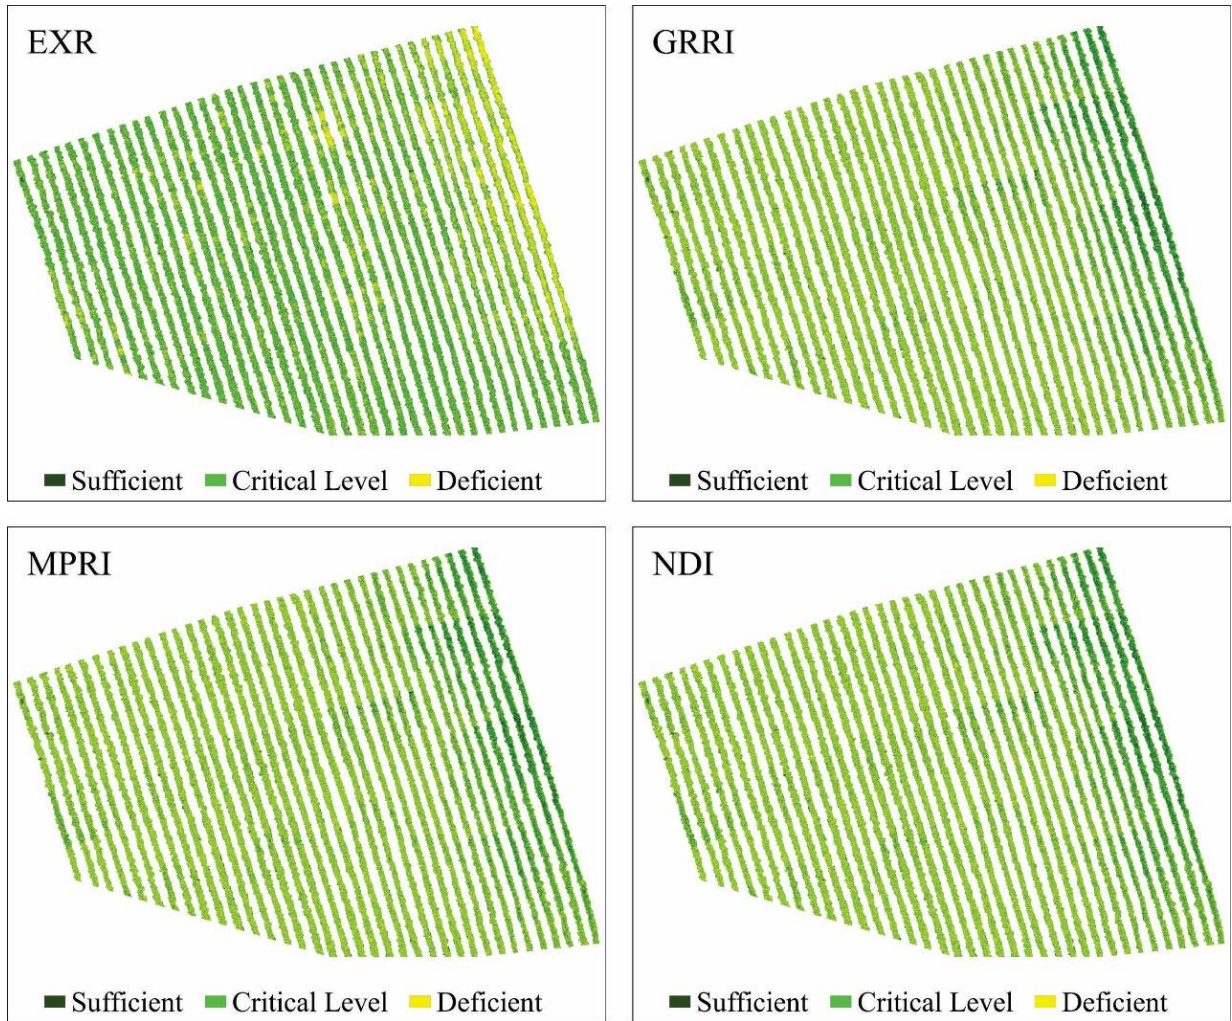 EXR
Sufficient Critical Level Deficient
GRRI
Sufficient Critical Level Deficient
MPRI
Sufficient Critical Level Deficient
NDI
Sufficient Critical Level Deficient